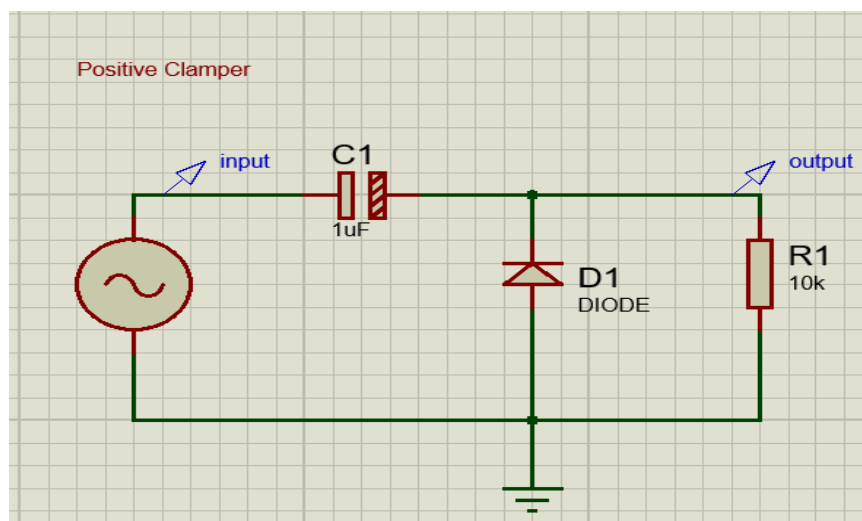 Positive Clamper
input
C1
1uF
output
D1
DIODE
R1
10k